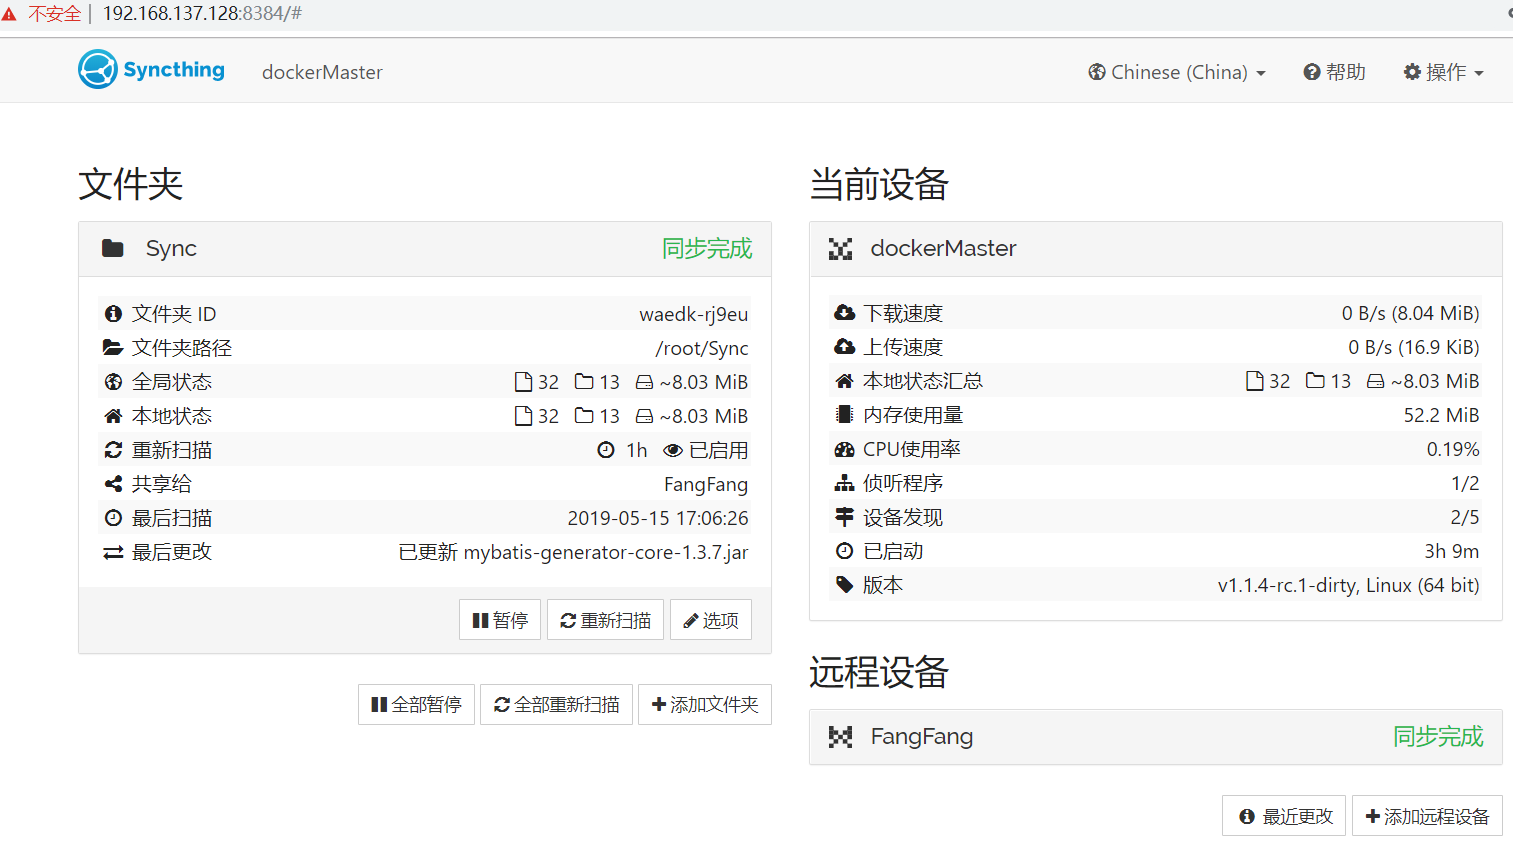 不安全 | 192.168.137.128:8384/#
Syncthing dockerMaster Chinese (China) 帮助 操作
文件夹
Sync 同步完成
文件夹 ID waedk-rj9eu
文件夹路径 /root/Sync
全局状态 32 13 ~8.03 MiB
本地状态 32 13 ~8.03 MiB
重新扫描 1h 已启用
共享给 FangFang
最后扫描 2019-05-15 17:06:26
最后更改 已更新 mybatis-generator-core-1.3.7.jar
暂停 重新扫描 选项
全部暂停 全部重新扫描 添加文件夹
当前设备
dockerMaster
下载速度 0 B/s (8.04 MiB)
上传速度 0 B/s (16.9 KiB)
本地状态汇总 32 13 ~8.03 MiB
内存使用量 52.2 MiB
CPU使用率 0.19%
侦听程序 1/2
设备发现 2/5
已启动 3h 9m
版本 v1.1.4-rc.1-dirty, Linux (64 bit)
远程设备
FangFang 同步完成
最近更改 添加远程设备